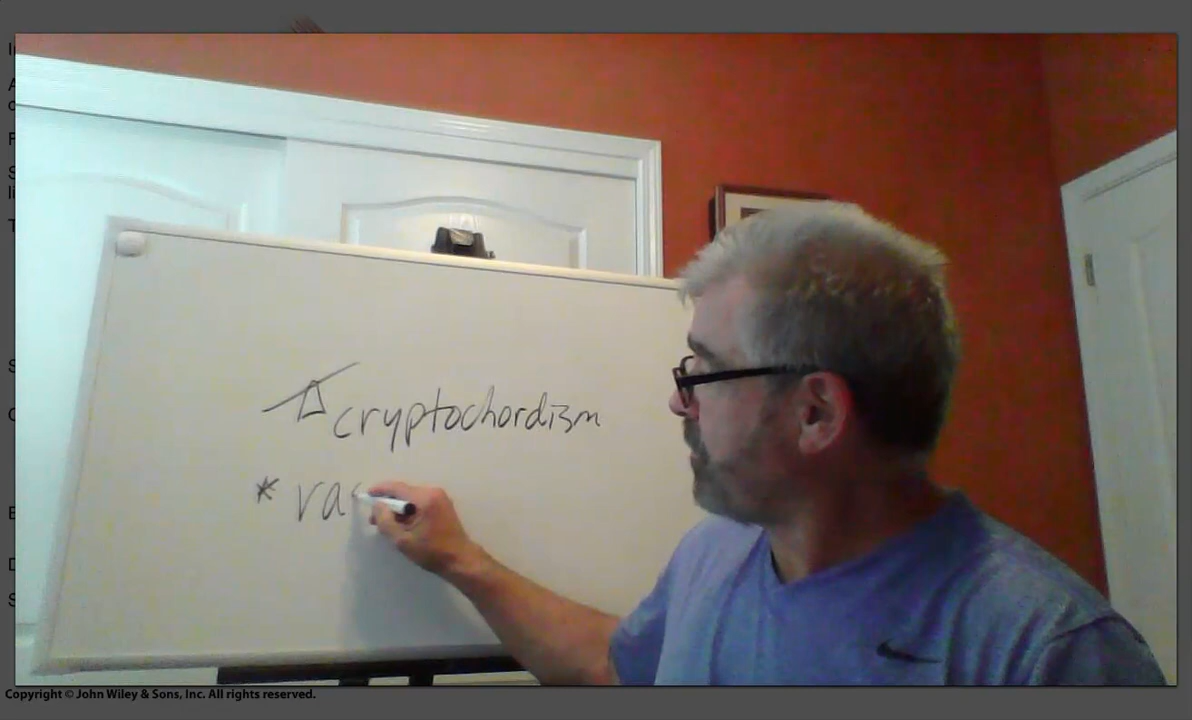 cryptochordism
* va
Copyright © John Wiley & Sons, Inc. All rights reserved.